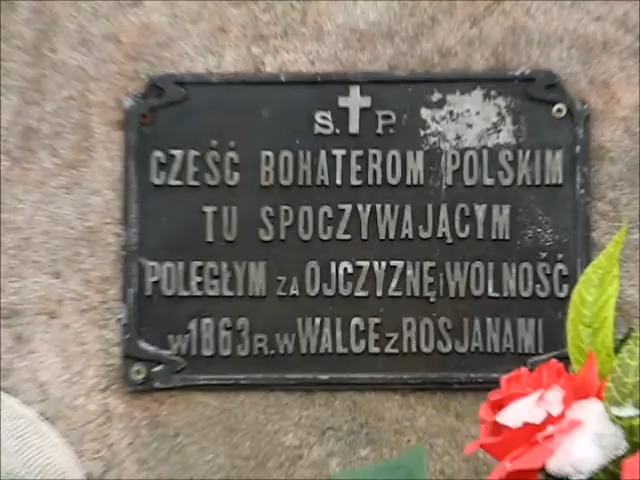 Ś. P.
CZEŚĆ BOHATEROM POLSKIM
TU SPOCZYWAJĄCYM
POLEGŁYM ZA OJCZYZNĘ I WOLNOŚĆ
W 1863 R. W WALCE Z ROSJANAMI